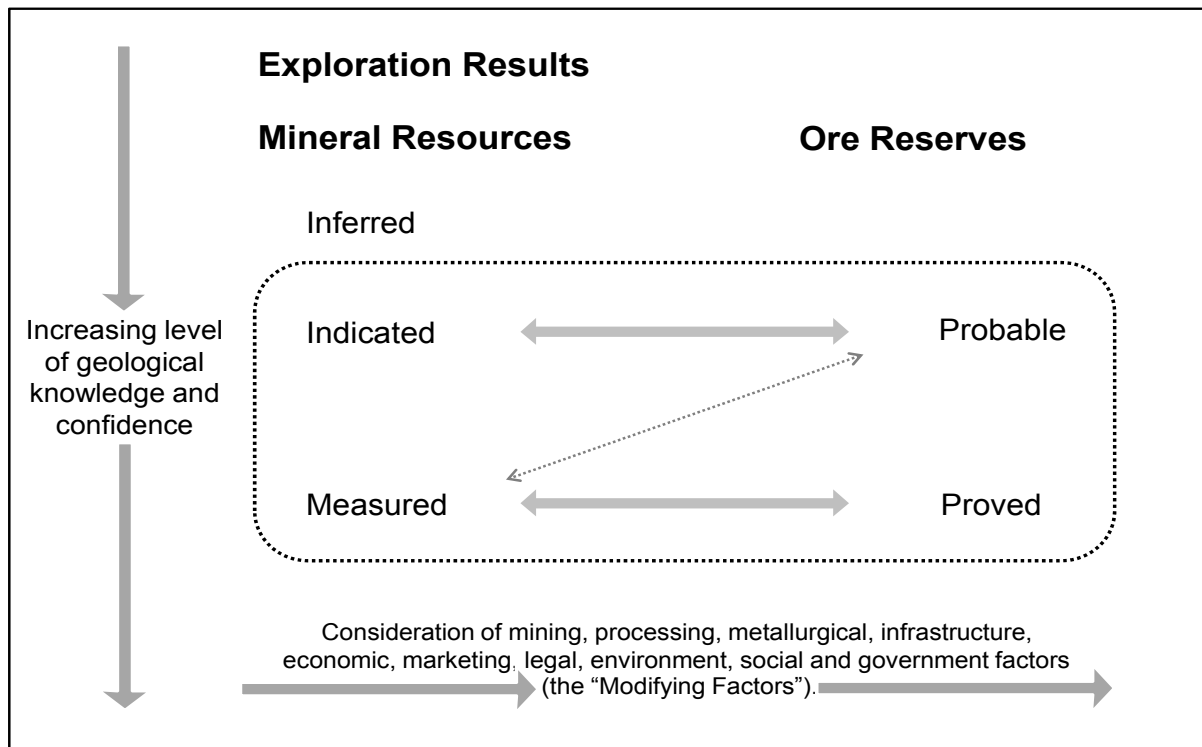 Exploration Results
Mineral Resources
Ore Reserves
Inferred
Indicated
Probable
Increasing level
of geological
knowledge and
confidence
Measured
Proved
Consideration of mining, processing, metallurgical, infrastructure,
economic, marketing, legal, environment, social and government factors
(the “Modifying Factors”).